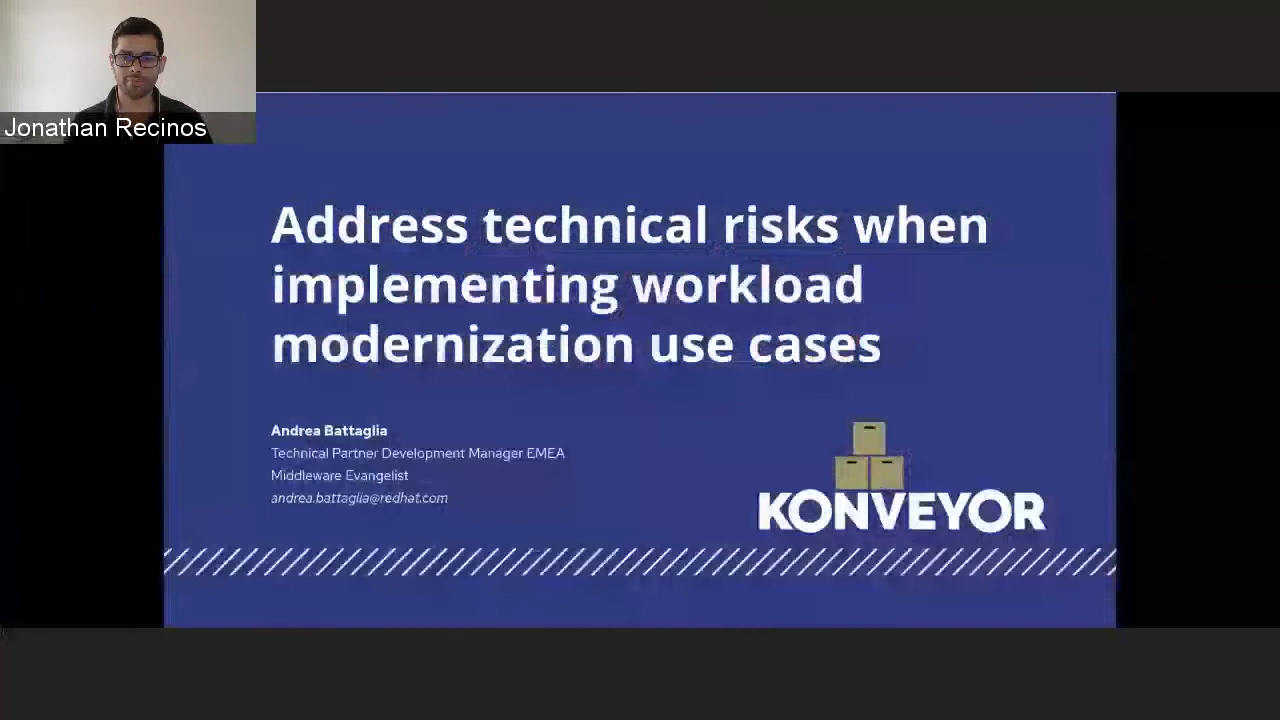 Jonathan Recinos
Address technical risks when
implementing workload
modernization use cases
Andrea Battaglia
Technical Partner Development Manager EMEA
Middleware Evangelist
andrea.battaglia@redhat.com
KONVEYOR